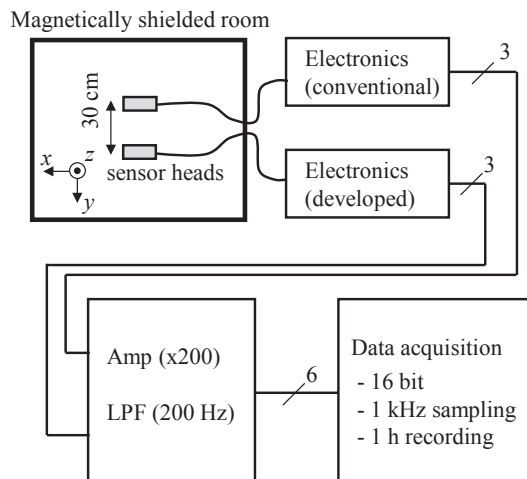 Magnetically shielded room
30 cm
x
z
y
sensor heads
Electronics
(conventional)
3
Electronics
(developed)
3
Amp (x200)
LPF (200 Hz)
6
Data acquisition
- 16 bit
- 1 kHz sampling
- 1 h recording